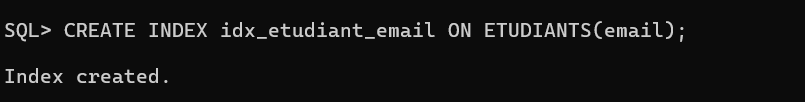 SQL> CREATE INDEX idx_etudiant_email ON ETUDIANTS(email);
Index created.